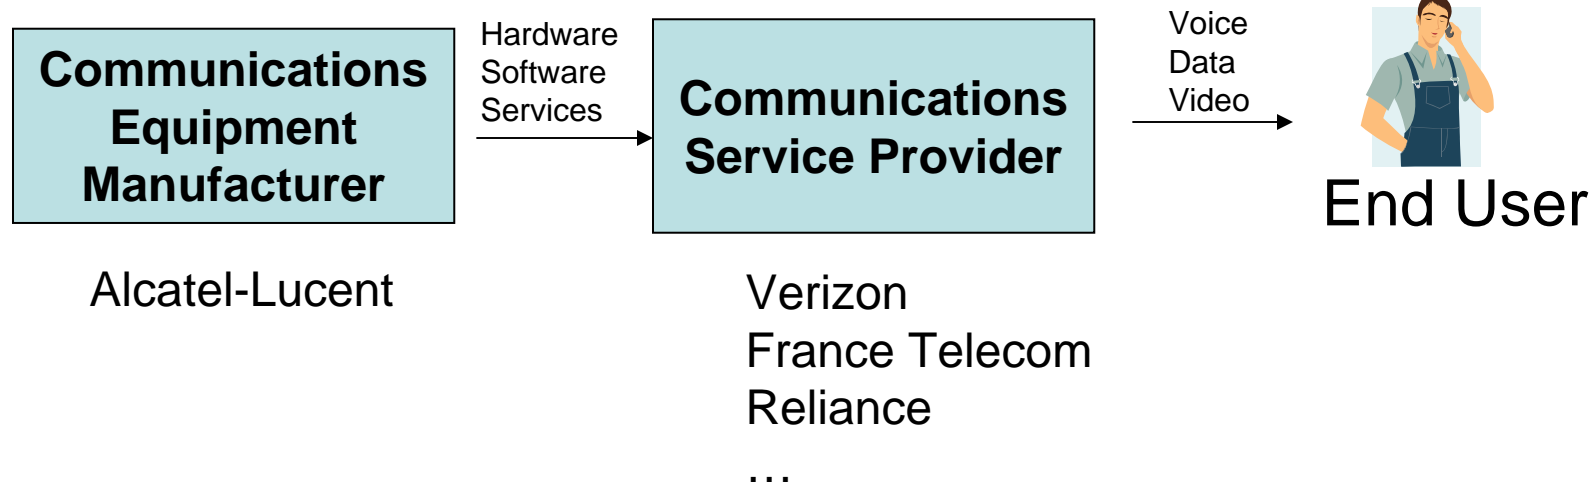 Communications
Equipment
Manufacturer
Hardware
Software
Services
Communications
Service Provider
Voice
Data
Video
End User
Alcatel-Lucent
Verizon
France Telecom
Reliance
...